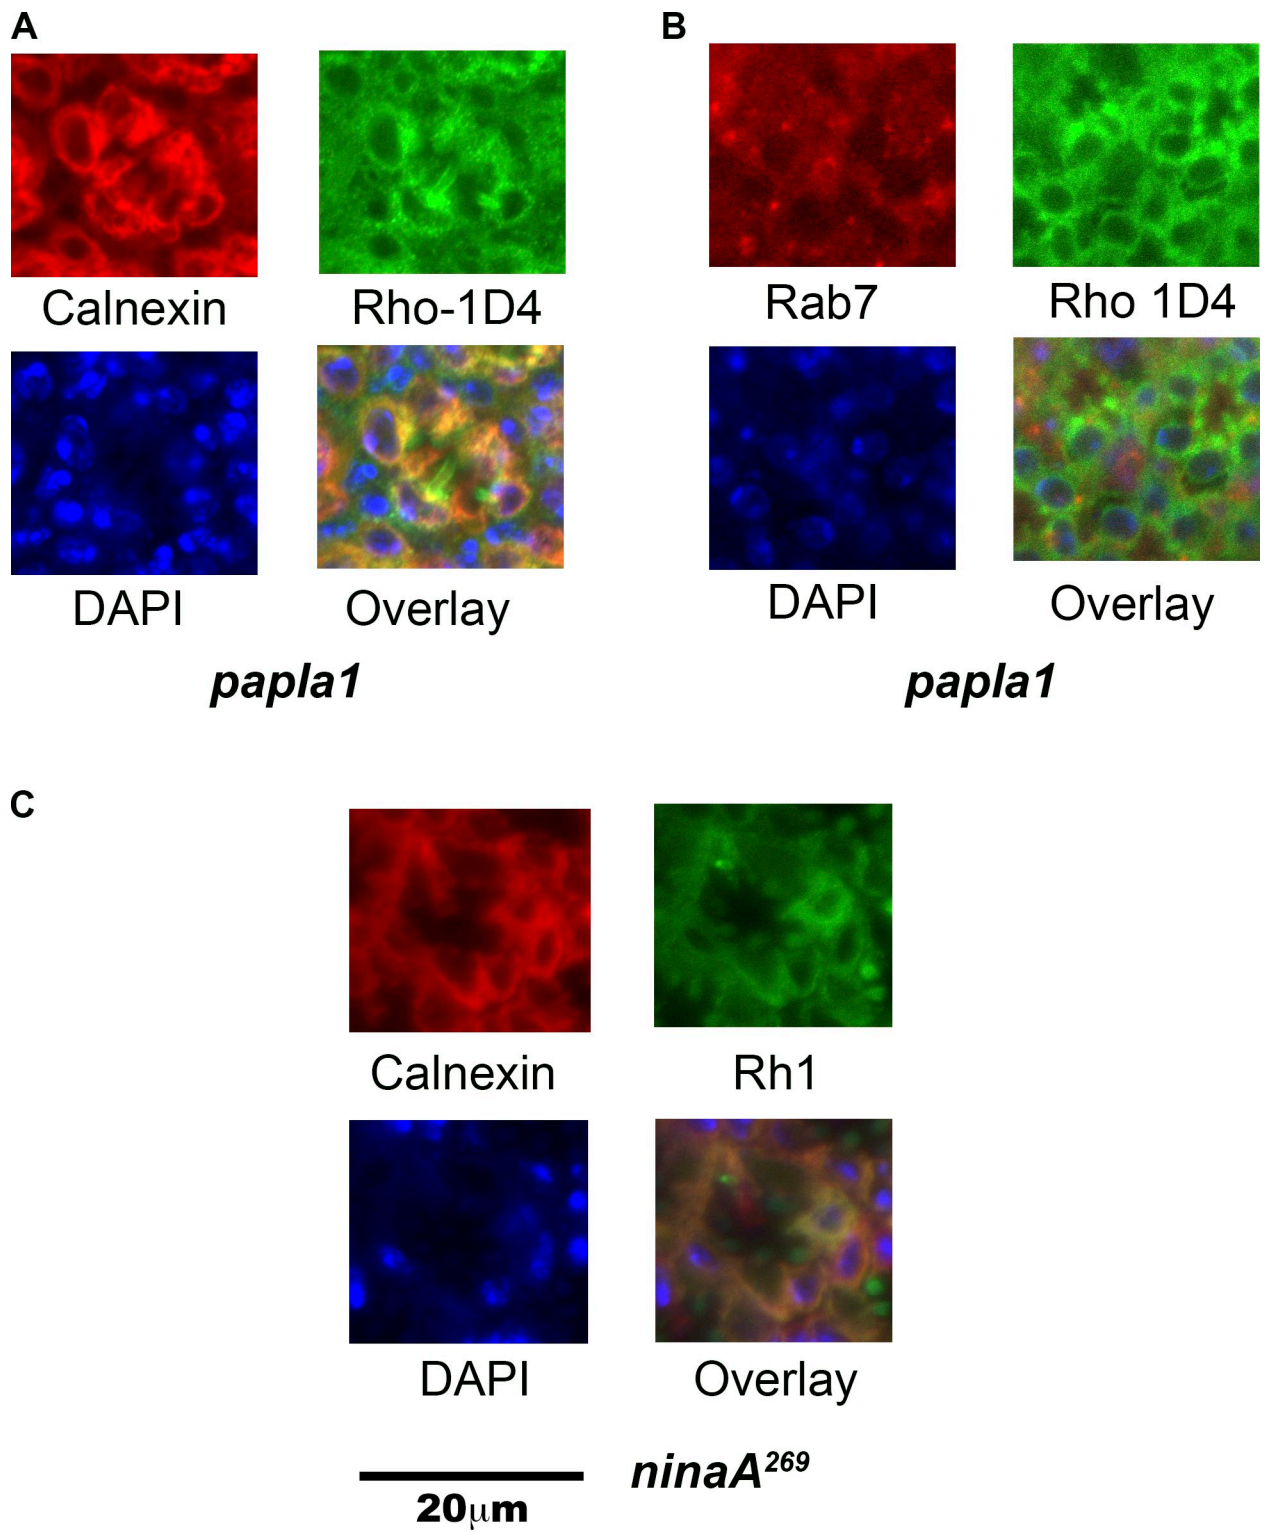 A
B
Calnexin
Rho-1D4
Rab7
Rho 1D4
DAPI
Overlay
DAPI
Overlay
papla1
papla1
C
Calnexin
Rh1
DAPI
Overlay
ninaA²⁶⁹
20μm